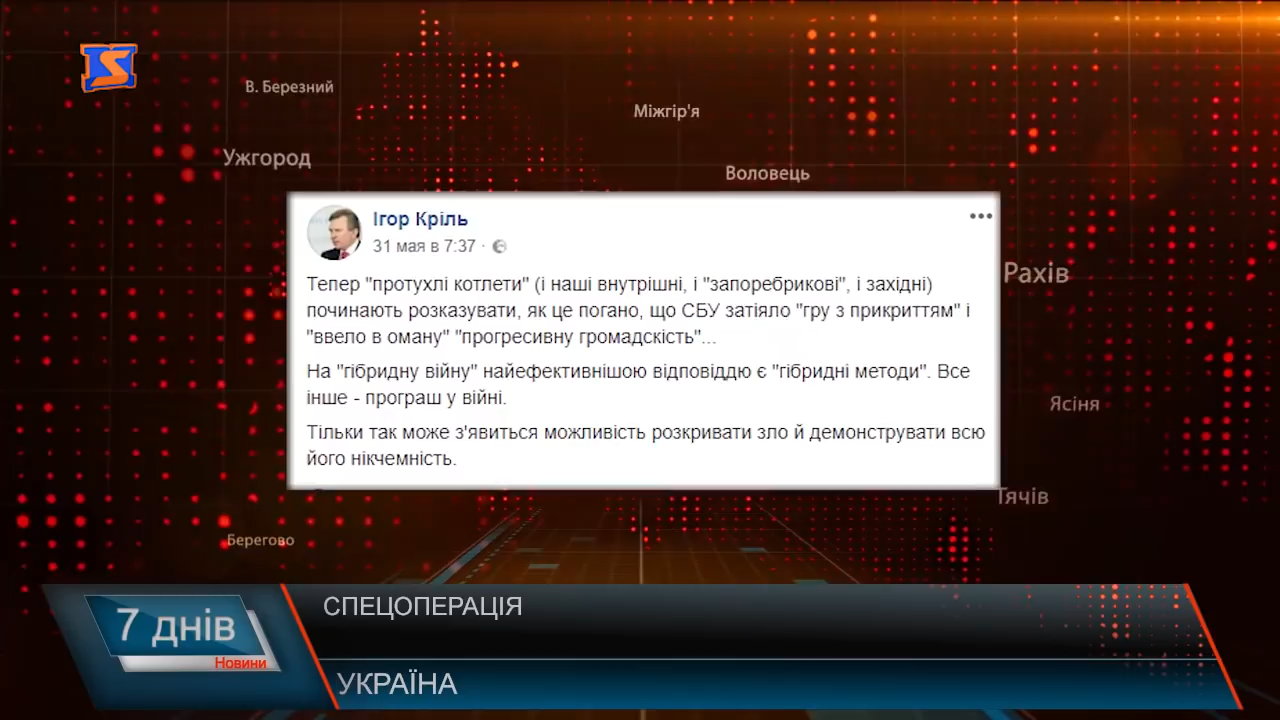 В. Березний
Міжгір'я
Ужгород
Воловець
Ігор Кріль
31 мая в 7:37 ·
Рахів
Тепер "протухлі котлети" (і наші внутрішні, і "запоребрикові", і західні)
починають розказувати, як це погано, що СБУ затіяло "гру з прикриттям" і
"ввело в оману" "прогресивну громадскість"...
На "гібридну війну" найефективнішою відповіддю є "гібридні методи". Все
інше - програш у війні.
Ясіня
Тільки так може з'явиться можливість розкривати зло й демонструвати всю
його нікчемність.
Тячів
Берегово
СПЕЦОПЕРАЦІЯ
7 днів
Новини
УКРАЇНА